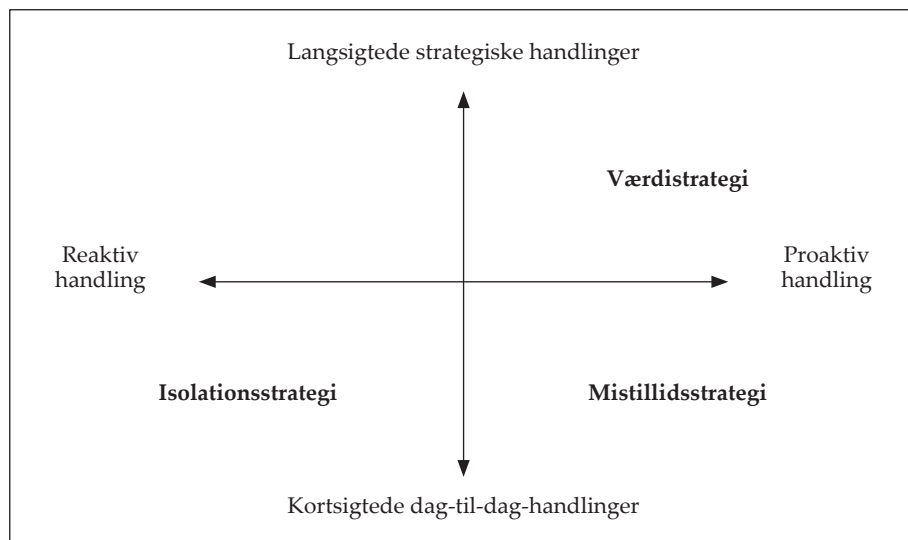 Langsigtede strategiske handlinger
Værdistrategi
Reaktiv
handling
Proaktiv
handling
Isolationsstrategi
Mistillidsstrategi
Kortsigtede dag-til-dag-handlinger